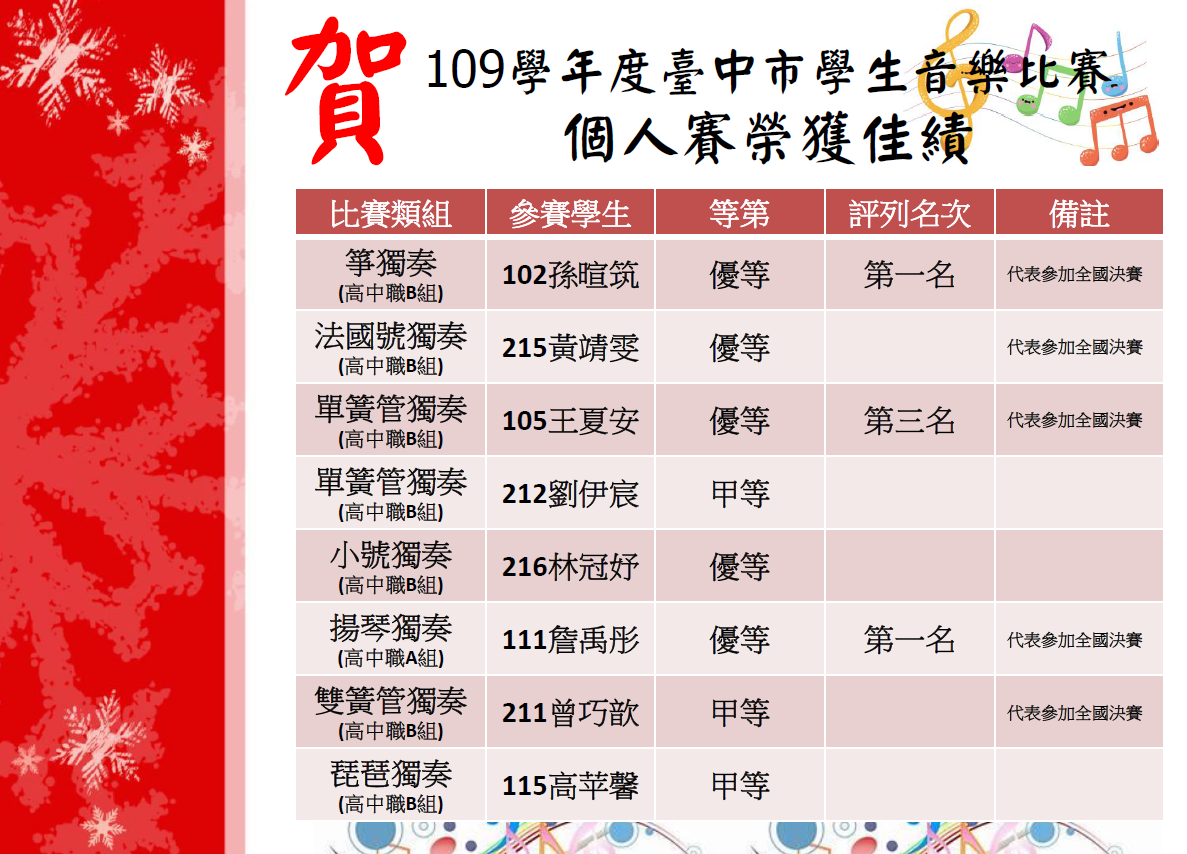 賀
109學年度臺中市學生音樂比賽
個人賽榮獲佳績
比賽類組 參賽學生 等第 評列名次 備註
箏獨奏
(高中職B組)
102孫暄筑 優等 第一名 代表參加全國決賽
法國號獨奏
(高中職B組)
215黃靖雯 優等 代表參加全國決賽
單簧管獨奏
(高中職B組)
105王夏安 優等 第三名 代表參加全國決賽
單簧管獨奏
(高中職B組)
212劉伊宸 甲等
小號獨奏
(高中職B組)
216林冠妤 優等
揚琴獨奏
(高中職A組)
111詹禹彤 優等 第一名 代表參加全國決賽
雙簧管獨奏
(高中職B組)
211曾巧歆 甲等 代表參加全國決賽
琵琶獨奏
(高中職B組)
115高苹馨 甲等